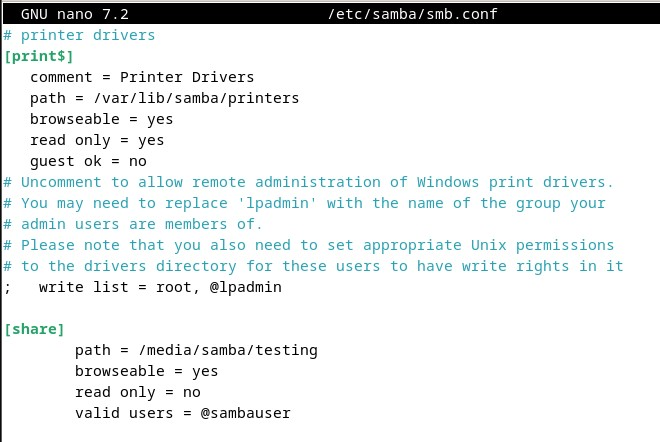 GNU nano 7.2 /etc/samba/smb.conf
# printer drivers
[print$]
comment = Printer Drivers
path = /var/lib/samba/printers
browseable = yes
read only = yes
guest ok = no
# Uncomment to allow remote administration of Windows print drivers.
# You may need to replace 'lpadmin' with the name of the group your
# admin users are members of.
# Please note that you also need to set appropriate Unix permissions
# to the drivers directory for these users to have write rights in it
;   write list = root, @lpadmin
[share]
path = /media/samba/testing
browseable = yes
read only = no
valid users = @sambauser